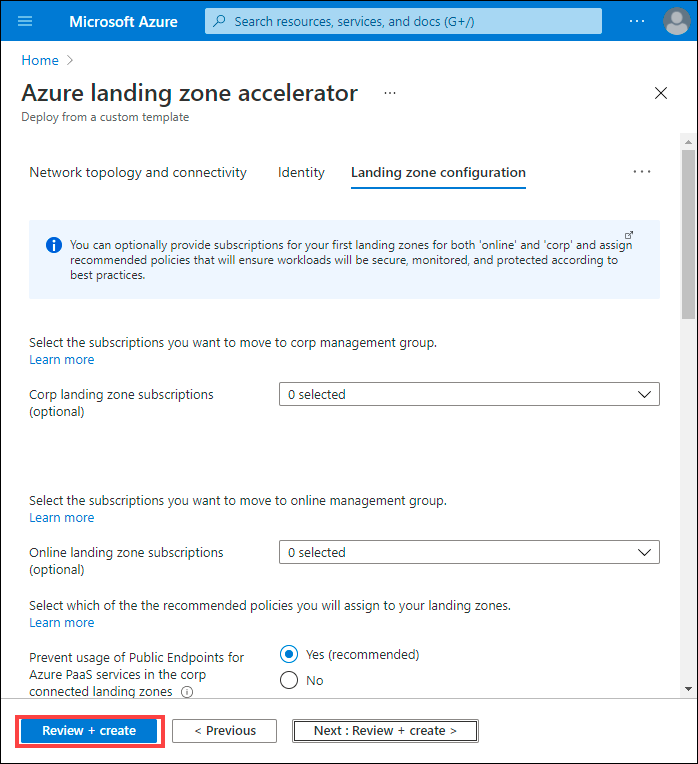 Microsoft Azure
Search resources, services, and docs (G+/)
...
Home >
Azure landing zone accelerator
...
Deploy from a custom template
Network topology and connectivity
Identity
Landing zone configuration
...
You can optionally provide subscriptions for your first landing zones for both 'online' and 'corp' and assign
recommended policies that will ensure workloads will be secure, monitored, and protected according to
best practices.
Select the subscriptions you want to move to corp management group.
Learn more
Corp landing zone subscriptions
(optional)
0 selected
Select the subscriptions you want to move to online management group.
Learn more
Online landing zone subscriptions
(optional)
0 selected
Select which of the the recommended policies you will assign to your landing zones.
Learn more
Prevent usage of Public Endpoints for
Azure PaaS services in the corp
connected landing zones
Yes (recommended)
No
Review + create
< Previous
Next : Review + create >